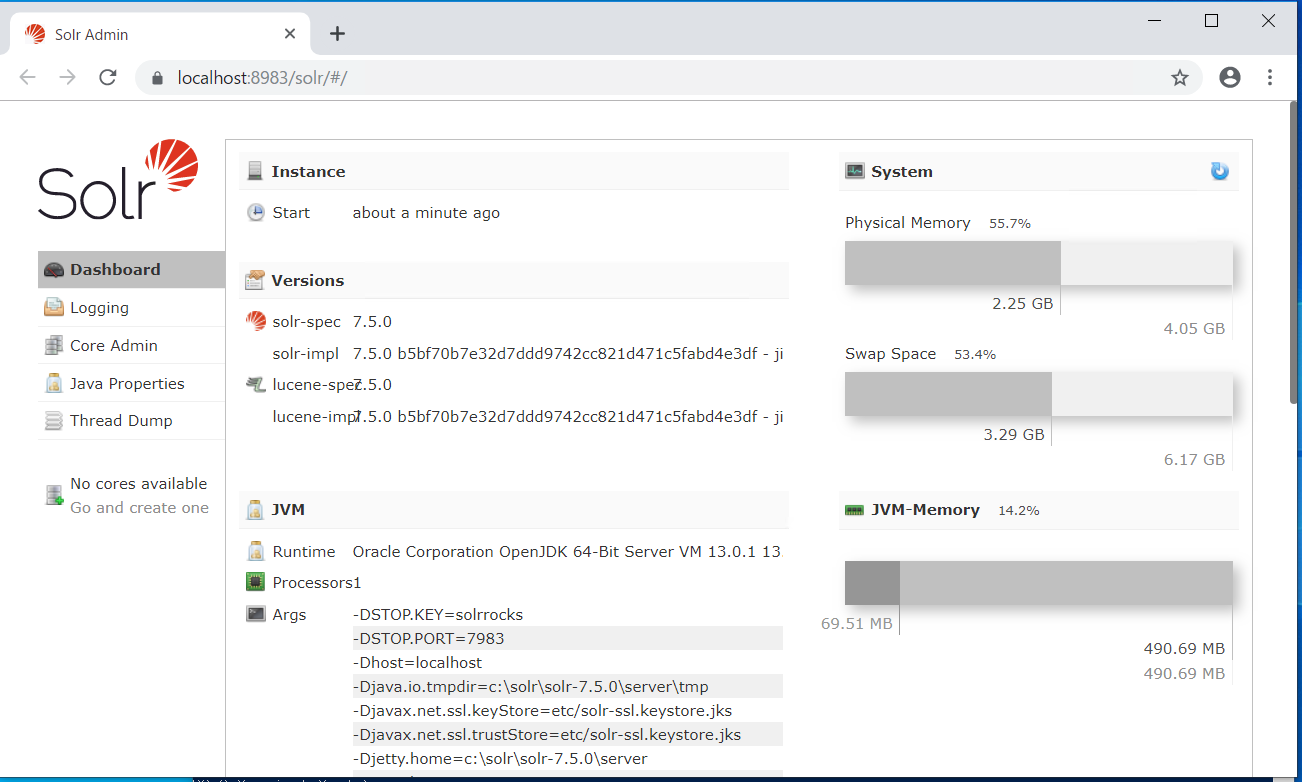 Solr Admin
localhost:8983/solr/#/
Solr
Dashboard
Logging
Core Admin
Java Properties
Thread Dump
No cores available
Go and create one
Instance
Start about a minute ago
Versions
solr-spec 7.5.0
solr-impl 7.5.0 b5bf70b7e32d7ddd9742cc821d471c5fabd4e3df - ji
lucene-spec 7.5.0
lucene-impl 7.5.0 b5bf70b7e32d7ddd9742cc821d471c5fabd4e3df - ji
JVM
Runtime Oracle Corporation OpenJDK 64-Bit Server VM 13.0.1 13.
Processors1
Args -DSTOP.KEY=solrrocks
-DSTOP.PORT=7983
-Dhost=localhost
-Djava.io.tmpdir=c:\solr\solr-7.5.0\server\tmp
-Djavax.net.ssl.keyStore=etc/solr-ssl.keystore.jks
-Djavax.net.ssl.trustStore=etc/solr-ssl.keystore.jks
-Djetty.home=c:\solr\solr-7.5.0\server
System
Physical Memory 55.7%
2.25 GB
4.05 GB
Swap Space 53.4%
3.29 GB
6.17 GB
JVM-Memory 14.2%
69.51 MB
490.69 MB
490.69 MB